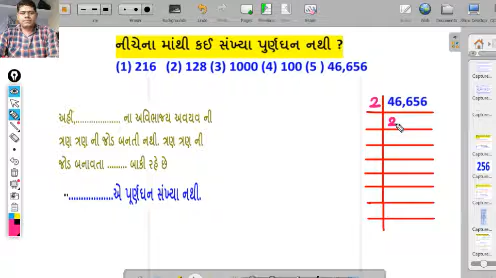 નીચેના માંથી કઈ સંખ્યા પુર્ણઘન નથી ?
(1) 216 (2) 128 (3) 1000 (4) 100 (5 ) 46,656
અહીં,.................... ના અવિભાજ્ય અવયવ ની
ત્રણ ત્રણ ની જોડ બનતી નથી. ત્રણ ત્રણ ની
જોડ બનાવતા ......... બાકી રહે છે
∴..................એ પૂર્ણઘન સંખ્યા નથી.
2 46,656
2
256